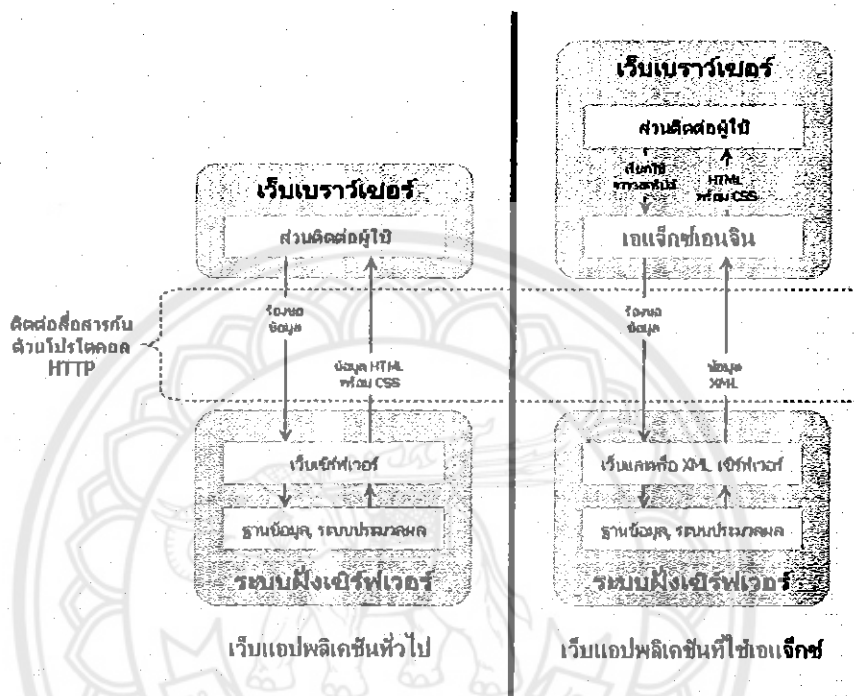 เว็บเบราว์เซอร์
ส่วนติดต่อผู้ใช้
ร้องขอ
ข้อมูล
ข้อมูล HTML
พร้อม CSS
ติดต่อสื่อสารกัน
ด้วยโปรโตคอล
HTTP
เว็บเซิร์ฟเวอร์
ฐานข้อมูล, ระบบประมวลผล
ระบบฝั่งเซิร์ฟเวอร์
เว็บแอปพลิเคชันทั่วไป
เว็บเบราว์เซอร์
ส่วนติดต่อผู้ใช้
เรียกใช้
HTML
พร้อม CSS
เอแจ็กซ์เอนจิน
ร้องขอ
ข้อมูล
ข้อมูล
XML
เว็บและหรือ XML เซิร์ฟเวอร์
ฐานข้อมูล, ระบบประมวลผล
ระบบฝั่งเซิร์ฟเวอร์
เว็บแอปพลิเคชันที่ใช้เอแจ็กซ์